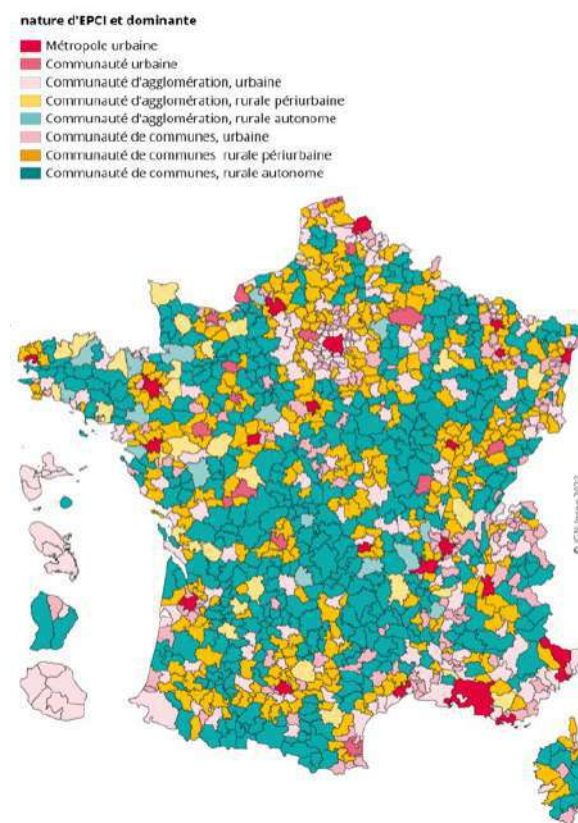 nature d'EPCI et dominante
Métropole urbaine
Communauté urbaine
Communauté d'agglomération, urbaine
Communauté d'agglomération, rurale périurbaine
Communauté d'agglomération, rurale autonome
Communauté de communes, urbaine
Communauté de communes rurale périurbaine
Communauté de communes, rurale autonome
© IGN